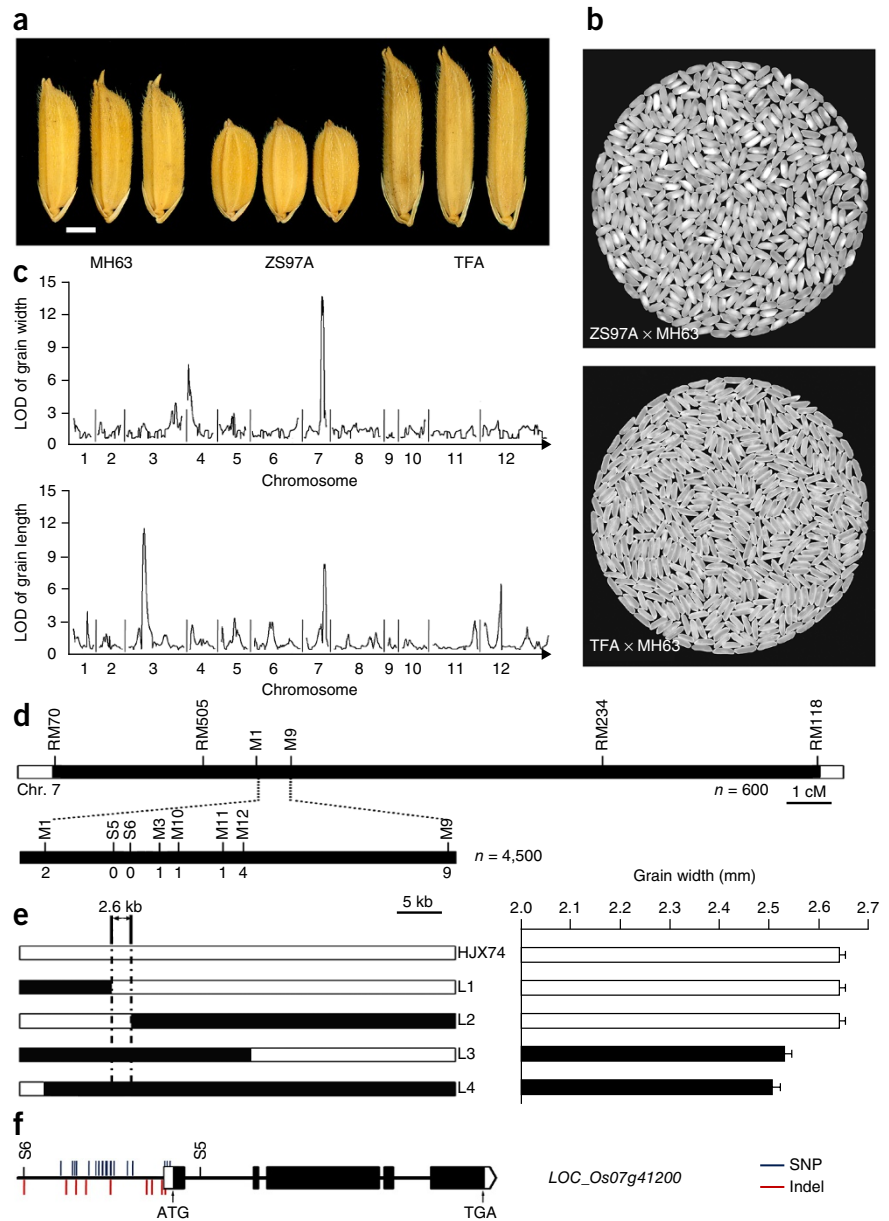 a
MH63
ZS97A
TFA
b
ZS97A × MH63
TFA × MH63
c
LOD of grain width
15
12
9
6
3
0
1 2 3 4 5 6 7 8 9 10 11 12
Chromosome
LOD of grain length
15
12
9
6
3
0
1 2 3 4 5 6 7 8 9 10 11 12
Chromosome
d
RM70 RM505 M1 M9 RM234 RM118
Chr. 7
n = 600
1 cM
M1 S5 S6 M3 M10 M11 M12 M9
n = 4,500
2 0 0 1 1 1 4 9
e
2.6 kb
5 kb
Grain width (mm)
2.0 2.1 2.2 2.3 2.4 2.5 2.6 2.7
HJX74
L1
L2
L3
L4
f
S6
S5
ATG
TGA
LOC_Os07g41200
SNP
Indel